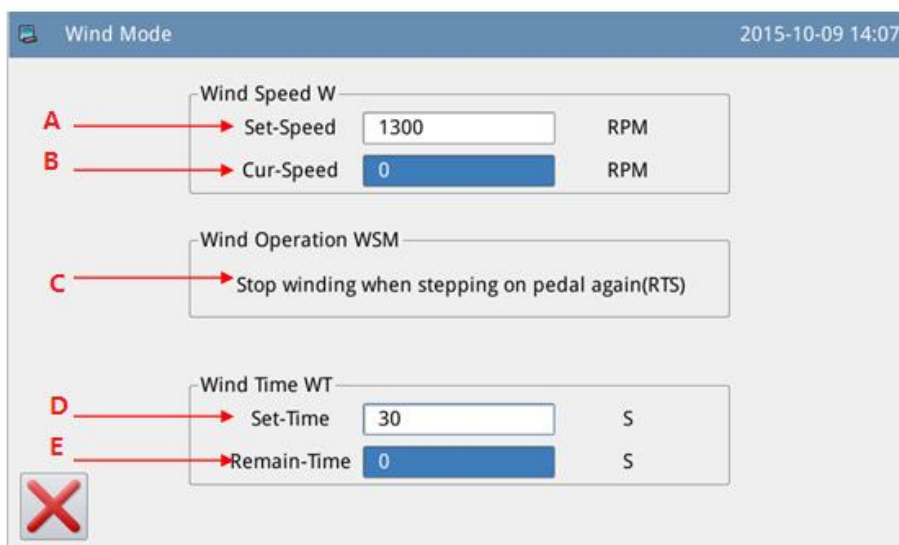 Wind Mode 2015-10-09 14:07
Wind Speed W
A Set-Speed 1300 RPM
B Cur-Speed 0 RPM
Wind Operation WSM
C Stop winding when stepping on pedal again(RTS)
Wind Time WT
D Set-Time 30 S
E Remain-Time 0 S